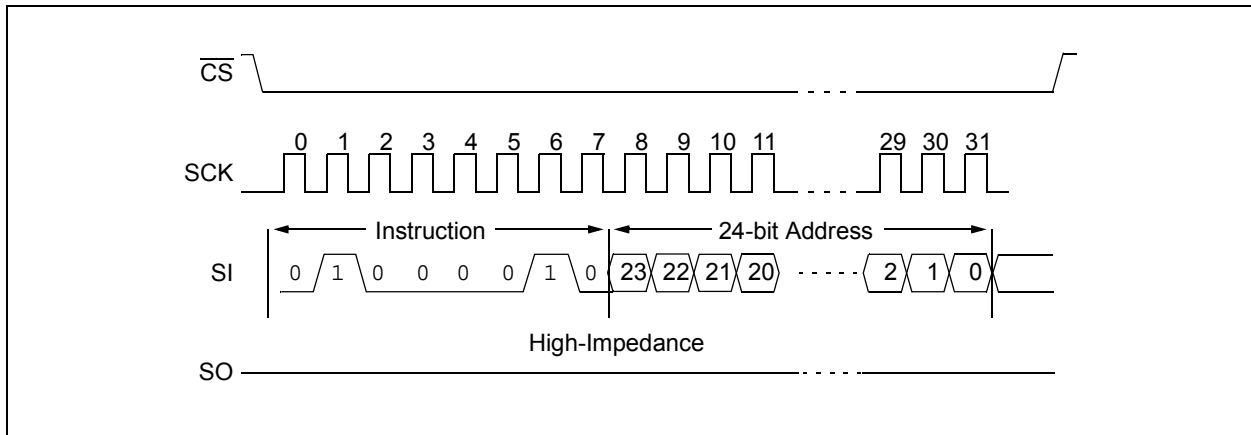 CS
0 1 2 3 4 5 6 7 8 9 10 11 29 30 31
SCK
Instruction 24-bit Address
SI 0 1 0 0 0 0 1 0 23 22 21 20 2 1 0
High-Impedance
SO